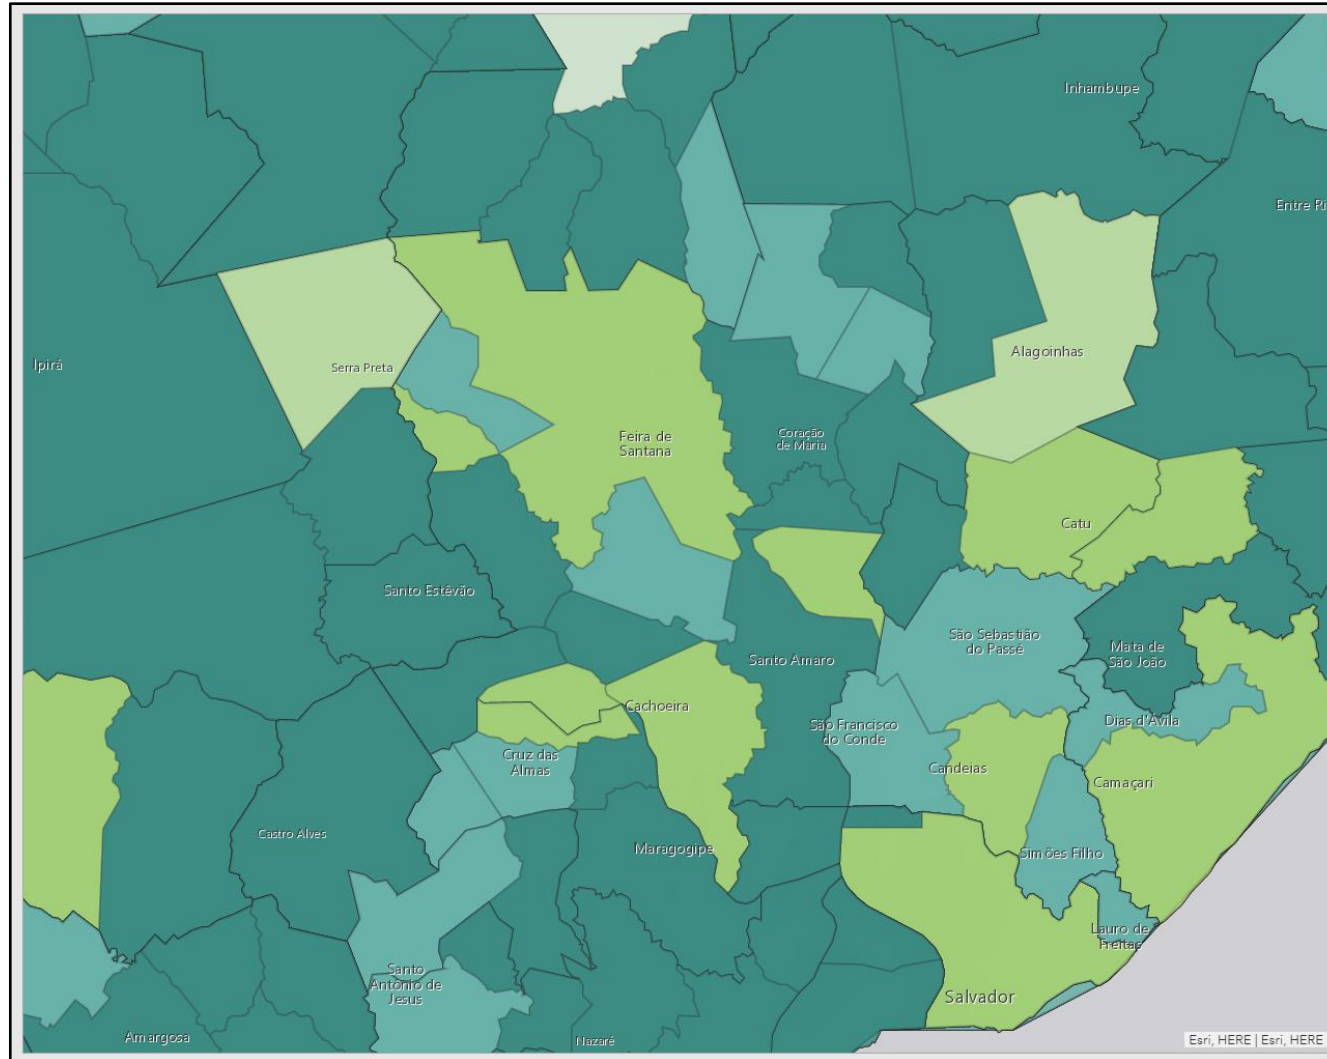 Inhambupe
Entre Ri
Ipirá
Serra Preta
Alagoinhas
Feira de
Santana
Coração
de Maria
Catu
Santo Estêvão
São Sebastião
do Passé
Mata de
São João
Santo Amaro
Cachoeira
São Francisco
do Conde
Dias d'Avila
Cruz das
Almas
Candeias
Camaçari
Castro Alves
Maragogipe
Simões Filho
Lauro de
Freitas
Santo
Antônio de
Jesus
Salvador
Amargosa
Nazaré
Esri, HERE | Esri, HERE